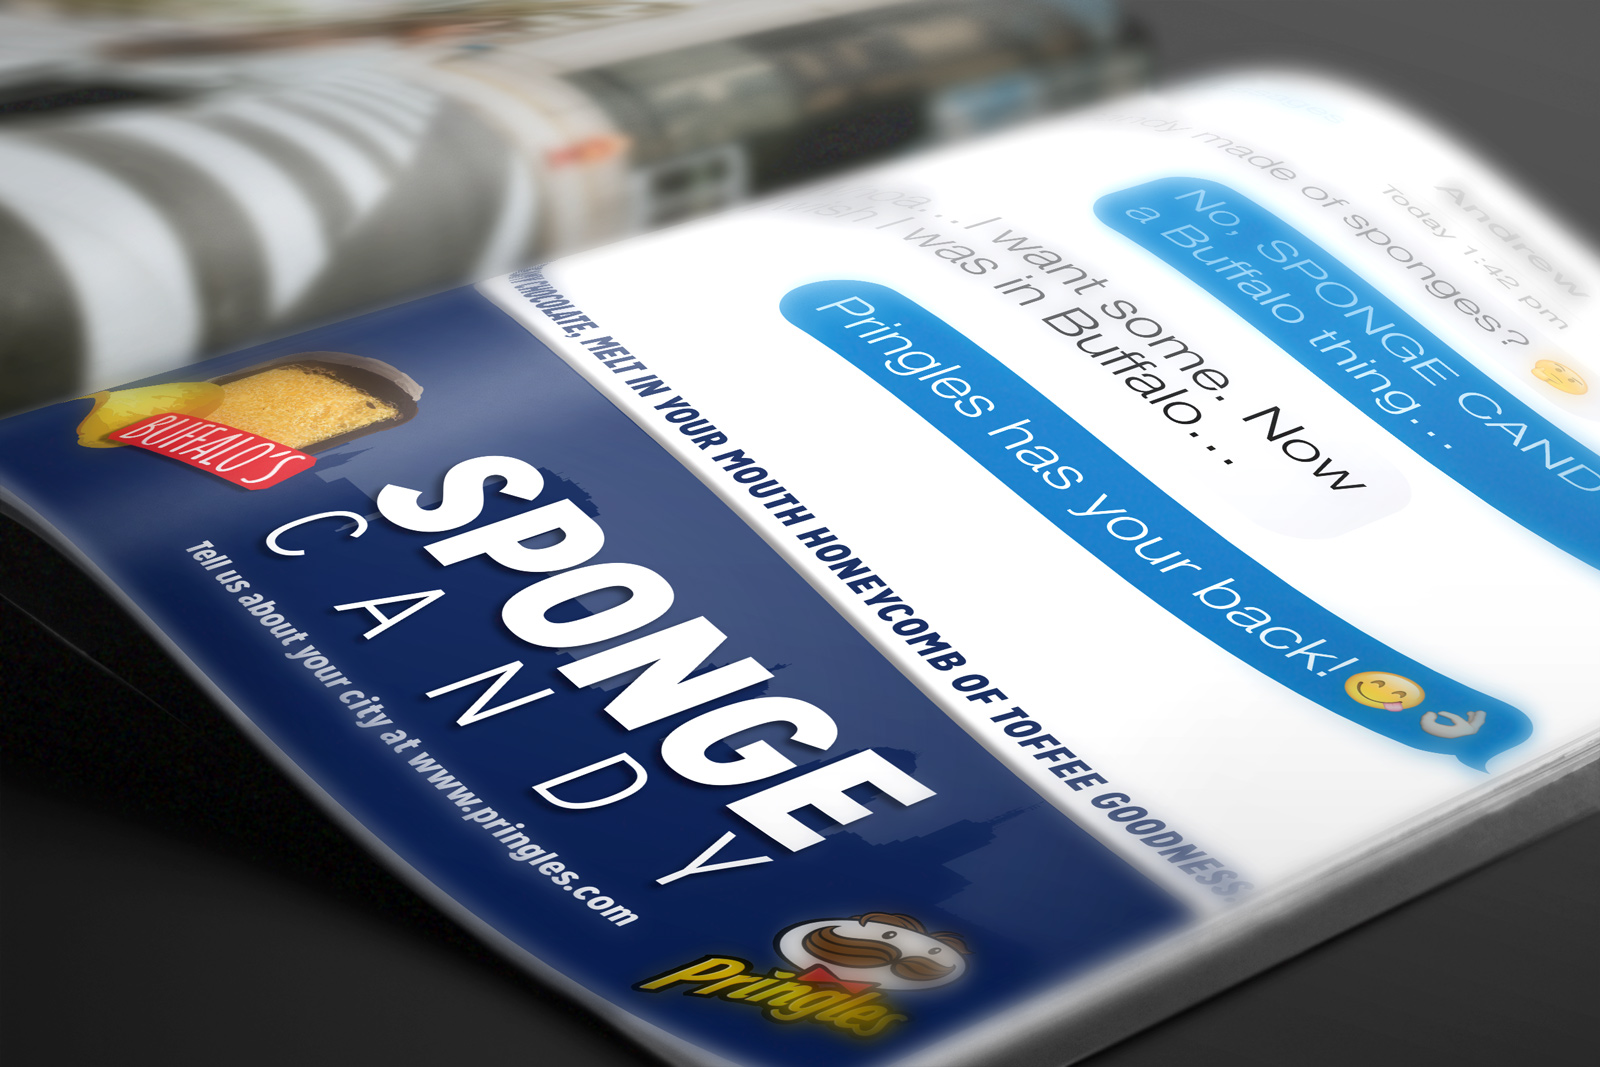 Andrew
Today 1:42 pm
made of sponges?
No, SPONGE
a Buffalo thing...
I want some. Now
I was in Buffalo...
Pringles has your back!
CHOCOLATE, MELT IN YOUR MOUTH HONEYCOMB OF TOFFEE GOODNESS.
BUFFALO'S
SPONGE
CANDY
Tell us about your city at www.pringles.com
Pringles